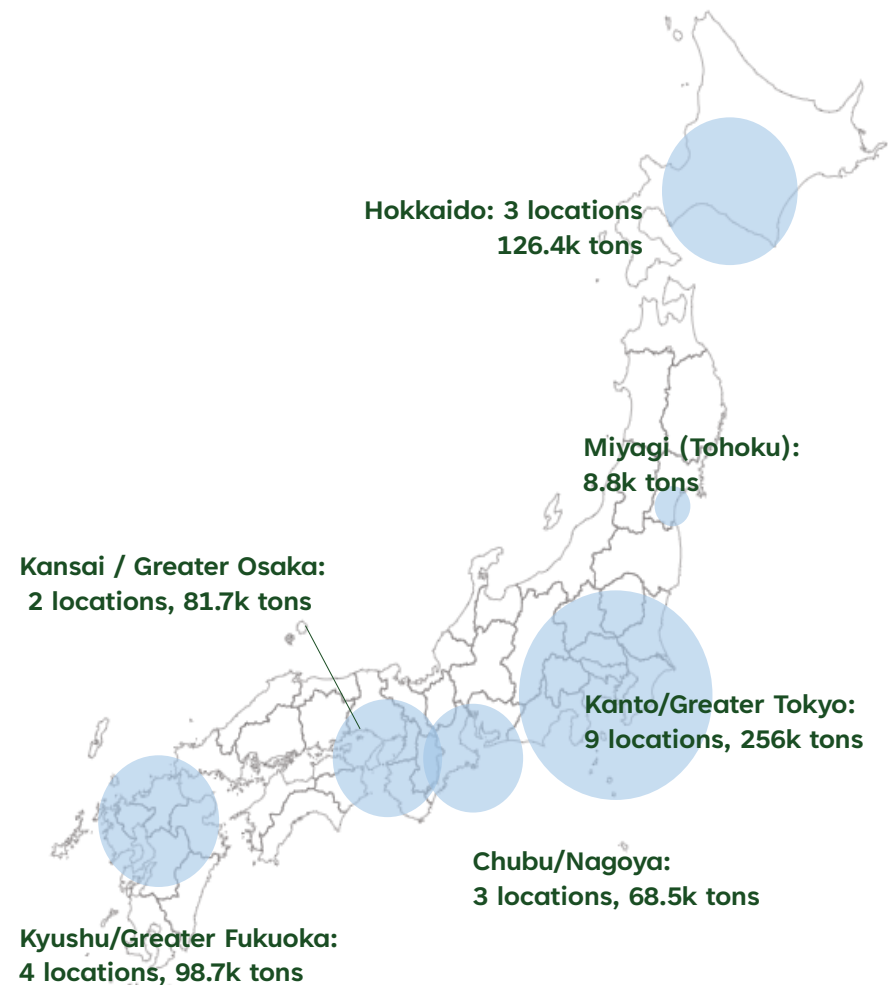 Hokkaido: 3 locations
126.4k tons
Miyagi (Tohoku):
8.8k tons
Kansai / Greater Osaka:
2 locations, 81.7k tons
Kanto/Greater Tokyo:
9 locations, 256k tons
Chubu/Nagoya:
3 locations, 68.5k tons
Kyushu/Greater Fukuoka:
4 locations, 98.7k tons